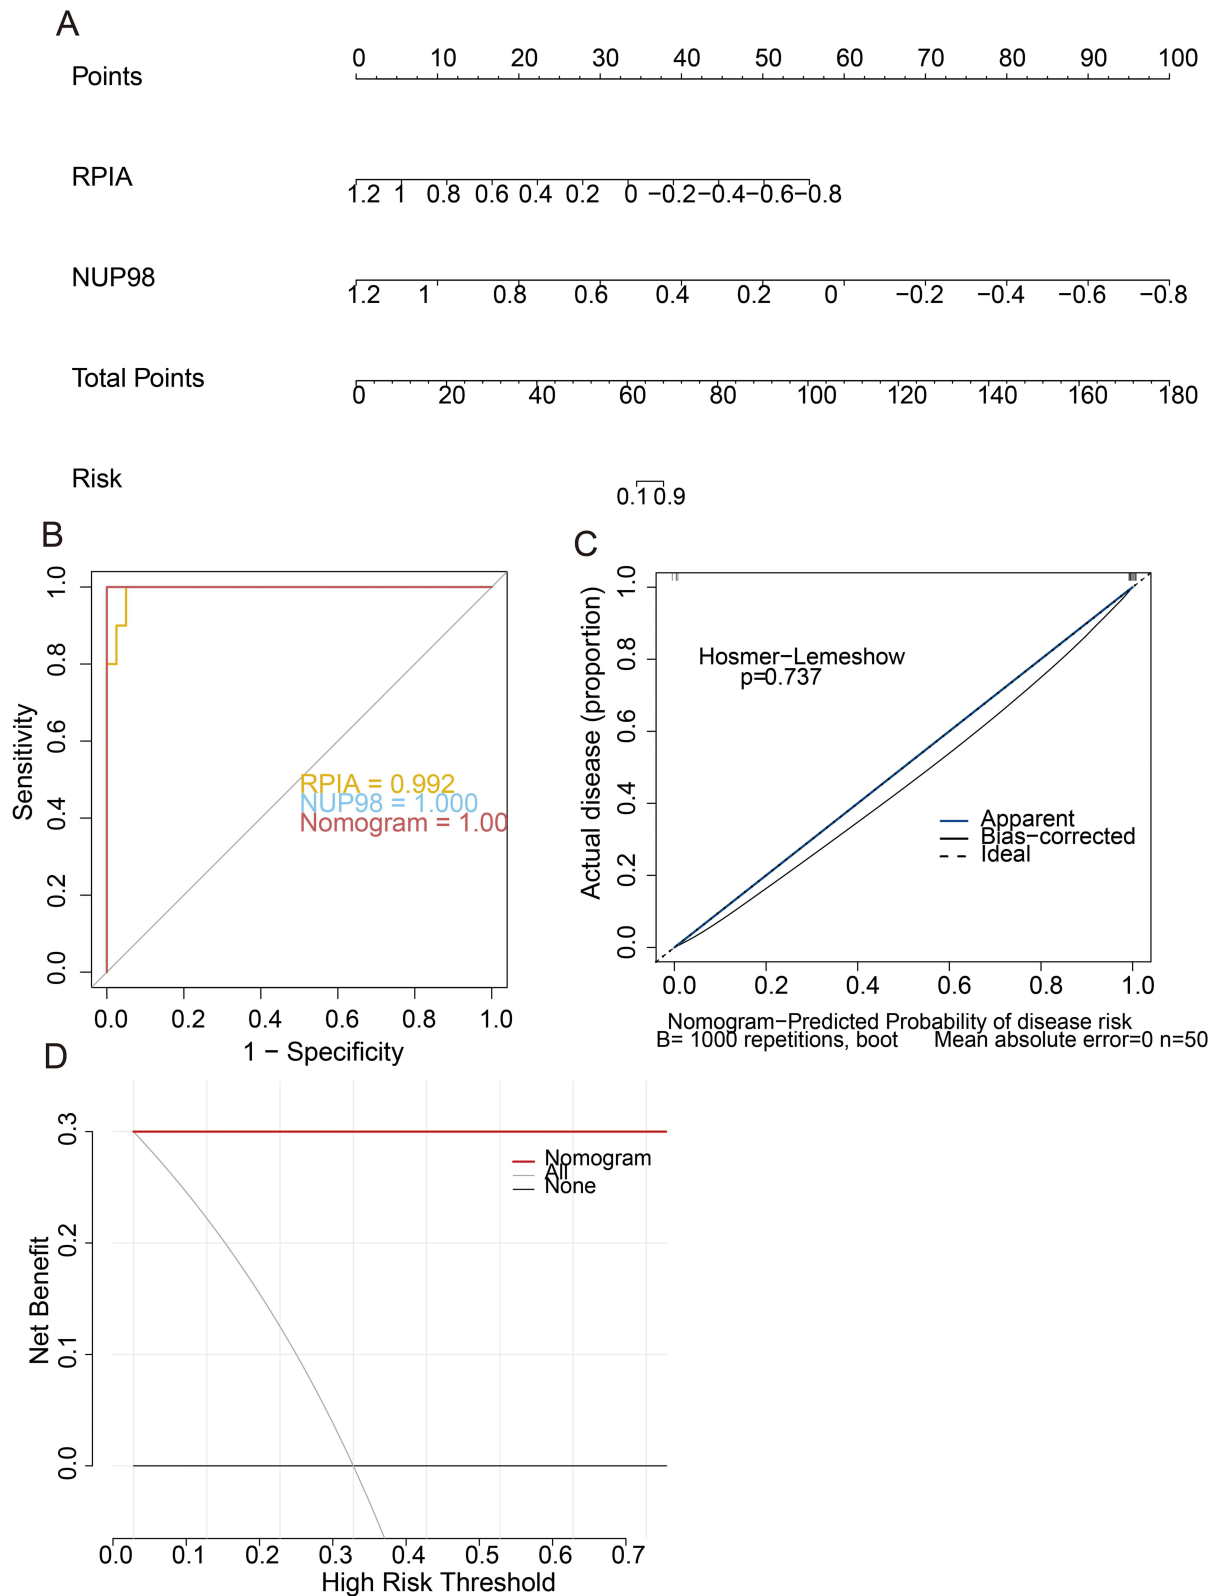 A
Points
0 10 20 30 40 50 60 70 80 90 100
RPIA
1.2 1 0.8 0.6 0.4 0.2 0 −0.2 −0.4 −0.6 −0.8
NUP98
1.2 1 0.8 0.6 0.4 0.2 0 −0.2 −0.4 −0.6 −0.8
Total Points
0 20 40 60 80 100 120 140 160 180
Risk
0.1 0.9
B
Sensitivity
0.0 0.2 0.4 0.6 0.8 1.0
RPIA = 0.992
NUP98 = 1.000
Nomogram = 1.00
0.0 0.2 0.4 0.6 0.8 1.0
1 − Specificity
C
Actual disease (proportion)
0.0 0.2 0.4 0.6 0.8 1.0
Hosmer−Lemeshow
p=0.737
Apparent
Bias−corrected
Ideal
0.0 0.2 0.4 0.6 0.8 1.0
Nomogram−Predicted Probability of disease risk
B= 1000 repetitions, boot Mean absolute error=0 n=50
D
Net Benefit
0.0 0.1 0.2 0.3
Nomogram
All
None
0.0 0.1 0.2 0.3 0.4 0.5 0.6 0.7
High Risk Threshold